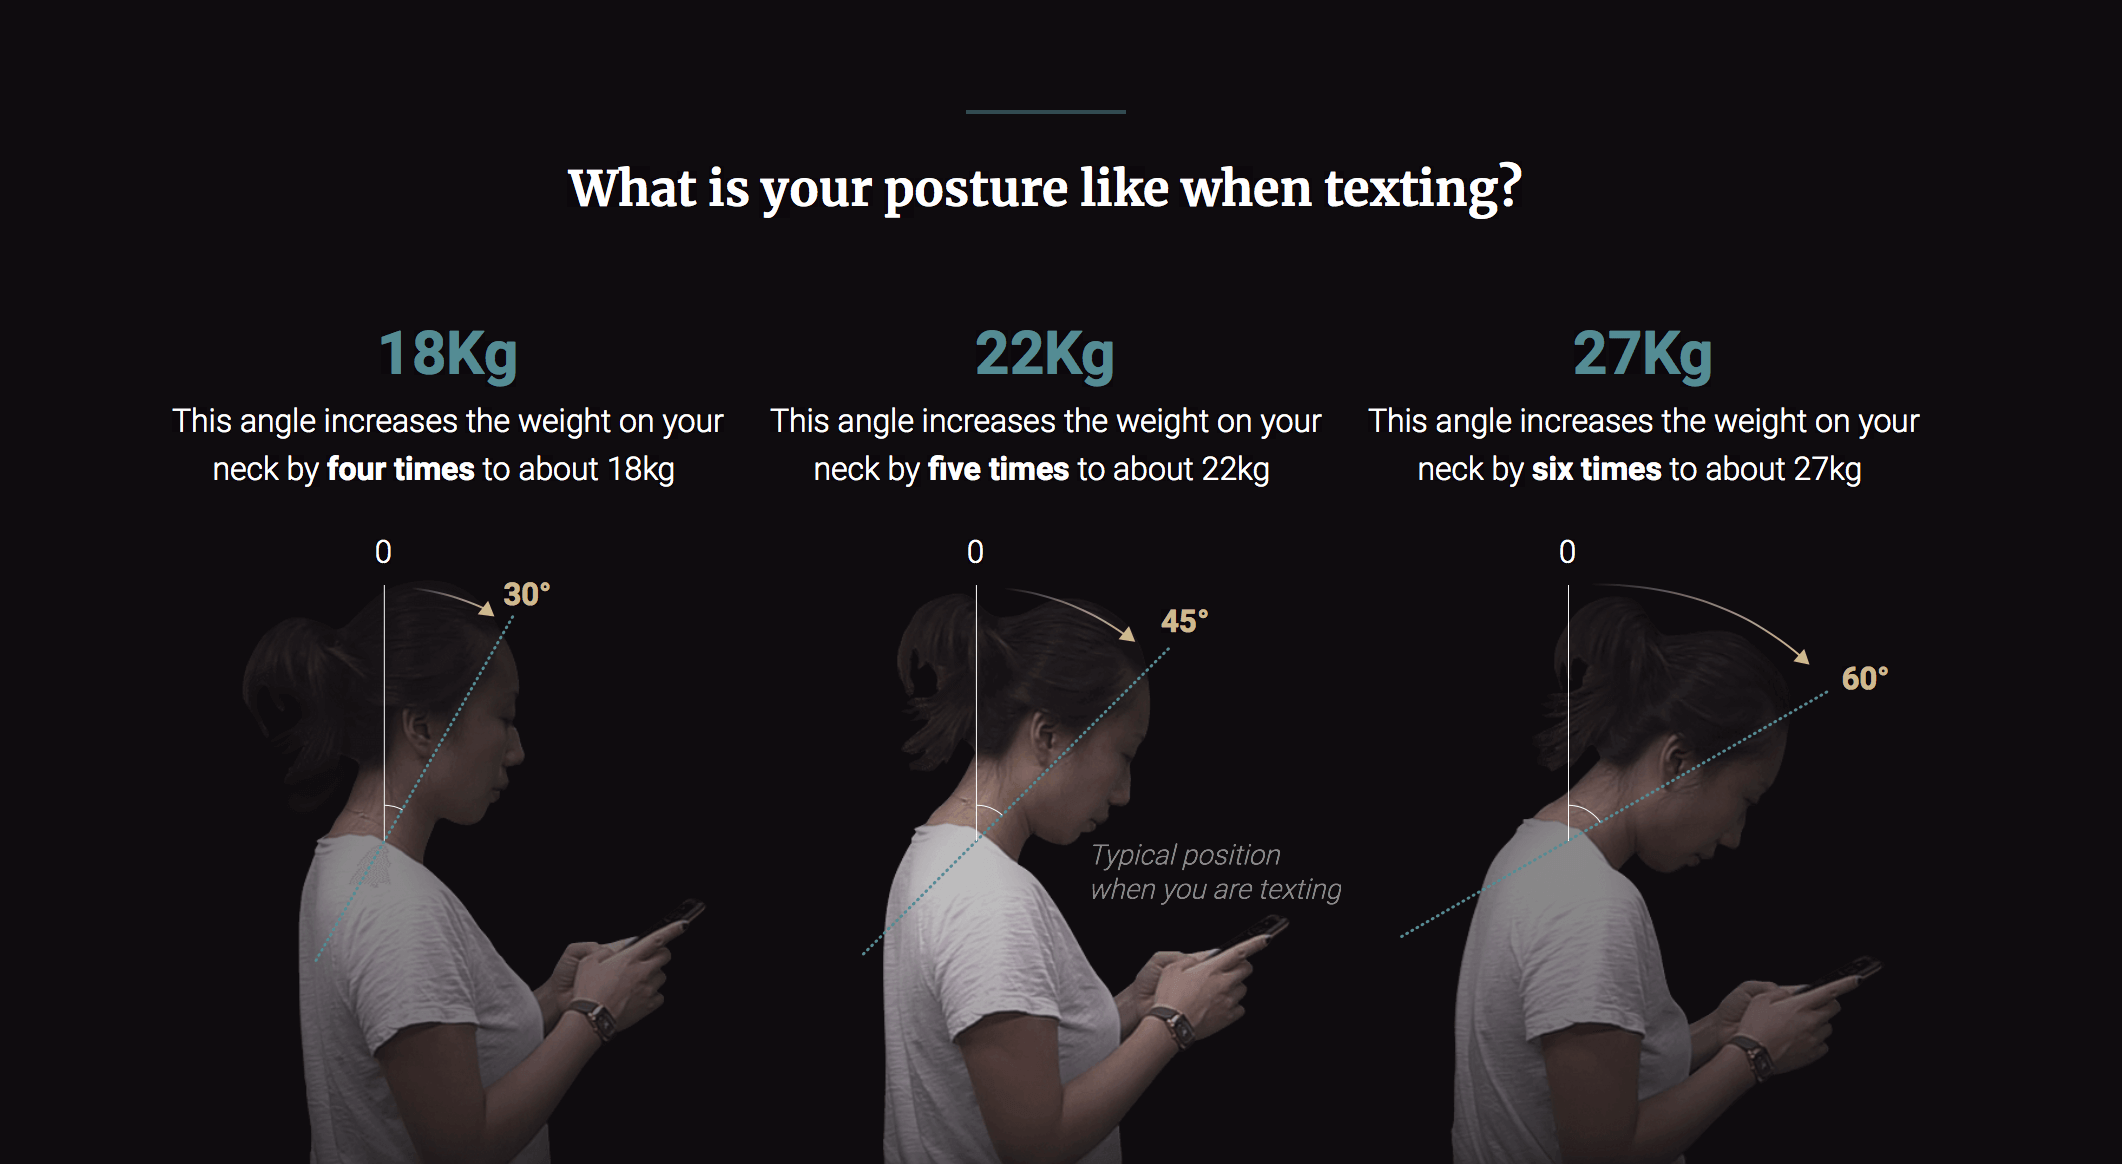 What is your posture like when texting?
18Kg
This angle increases the weight on your
neck by four times to about 18kg
22Kg
This angle increases the weight on your
neck by five times to about 22kg
27Kg
This angle increases the weight on your
neck by six times to about 27kg
0
30°
0
45°
Typical position
when you are texting
0
60°